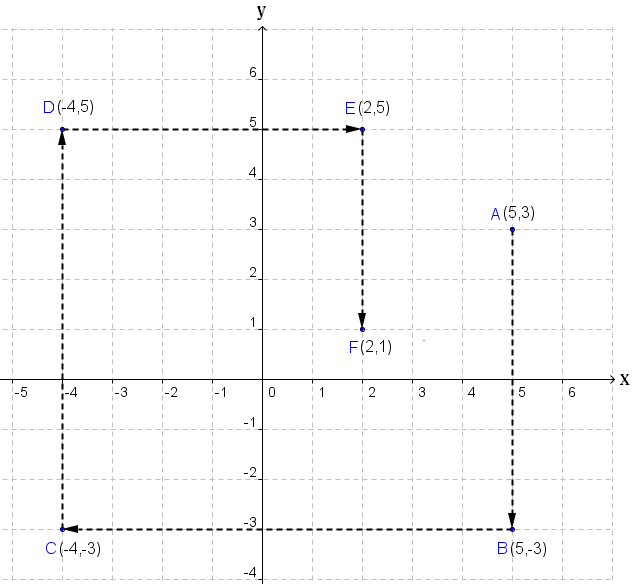 y
6
D(-4,5) E(2,5)
5
4
A(5,3)
3
2
1
F(2,1)
x
-5 -4 -3 -2 -1 0 1 2 3 4 5 6
-1
-2
-3
C(-4,-3) B(5,-3)
-4